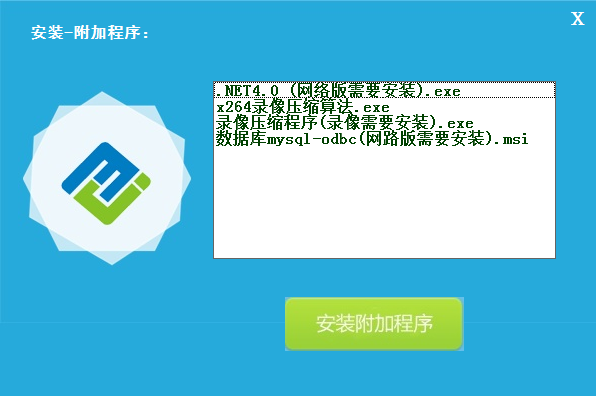 安装-附加程序：
X
.NET4.0 (网络版需要安装).exe
x264录像压缩算法.exe
录像压缩程序(录像需要安装).exe
数据库mysql-odbc(网路版需要安装).msi
安装附加程序